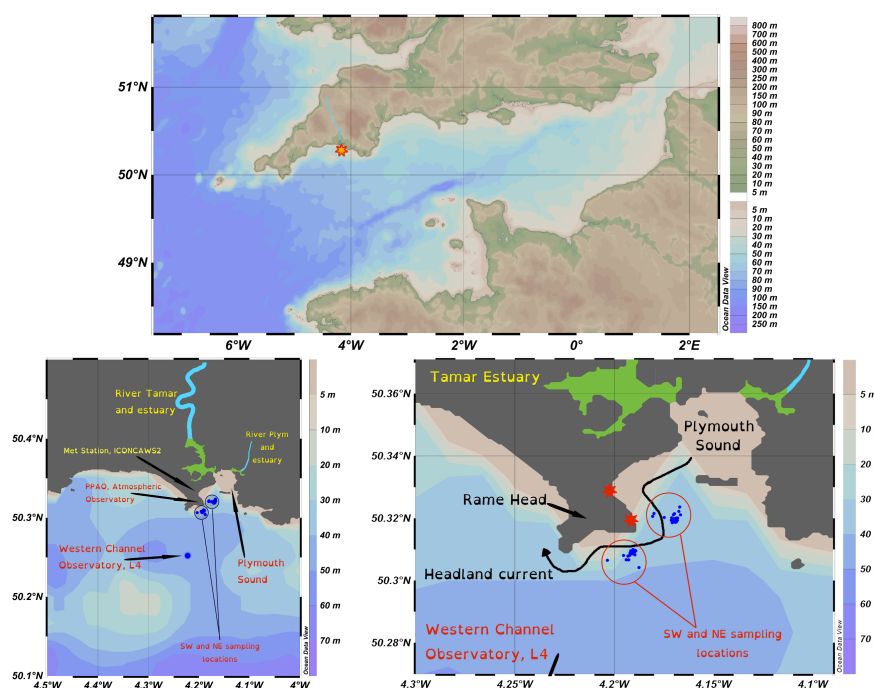 800 m
700 m
600 m
500 m
400 m
300 m
250 m
200 m
150 m
100 m
90 m
80 m
70 m
60 m
50 m
40 m
30 m
20 m
10 m
5 m
5 m
10 m
20 m
30 m
40 m
50 m
60 m
70 m
80 m
90 m
100 m
150 m
200 m
250 m
Ocean Data View
51°N
50°N
49°N
6°W
4°W
2°W
0°
2°E
River Tamar
and estuary
River Plym
and
estuary
Met Station, ICONCAWS2
PPAO, Atmospheric
Observatory
Western Channel
Observatory, L4
Plymouth
Sound
SW and NE sampling
locations
50.4°N
50.3°N
50.2°N
50.1°N
4.5°W
4.4°W
4.3°W
4.2°W
4.1°W
4°W
5 m
10 m
20 m
30 m
40 m
50 m
60 m
70 m
Ocean Data View
Tamar Estuary
Plymouth
Sound
Rame Head
Headland current
SW and NE sampling
locations
Western Channel
Observatory, L4
50.36°N
50.34°N
50.32°N
50.3°N
50.28°N
4.3°W
4.25°W
4.2°W
4.15°W
4.1°W
5 m
10
20
30
40
50
60
70
Ocean Data View